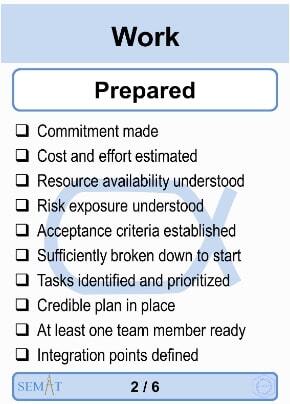 Work
Prepared
Commitment made
Cost and effort estimated
Resource availability understood
Risk exposure understood
Acceptance criteria established
Sufficiently broken down to start
Tasks identified and prioritized
Credible plan in place
At least one team member ready
Integration points defined
SEMAT
2 / 6